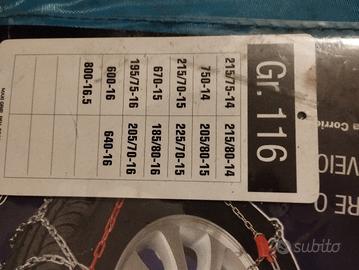 Gr. 116
215/75-14 215/80-14
750-14 205/80-15
215/70-15 225/70-15
670-15 185/80-16
195/75-16 205/70-16
600-16 640-16
800-16.5
VEIC
RE O
subito